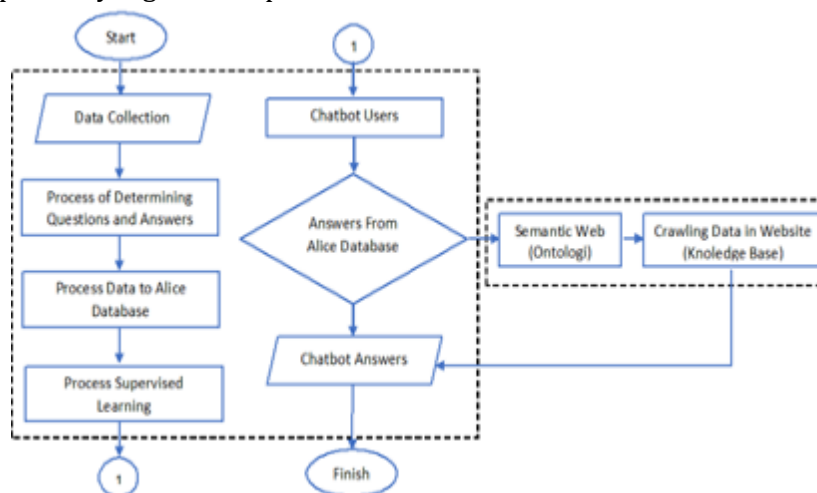 Start
Data Collection
Process of Determining
Questions and Answers
Process Data to Alice
Database
Process Supervised
Learning
1
1
Chatbot Users
Answers From
Alice Database
Chatbot Answers
Finish
Semantic Web
(Ontologi)
Crawling Data in Website
(Knoledge Base)